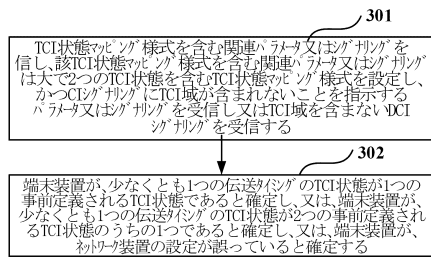 301
TCI状態マッピング様式を含む関連パラメータ又はシグナリングを
信し、該TCI状態マッピング様式を含む関連パラメータ又はシグナリング
は大で2つのTCI状態を含むTCI状態マッピング様式を設定し、
かつCIシグナリングにTCI域が含まれないことを指示する
パラメータ又はシグナリングを受信し又はTCI域を含まないDCI
シグナリングを受信する
302
端末装置が、少なくとも1つの伝送タイミングのTCI状態が1つの
事前定義されるTCI状態であると確定し、又は、端末装置が、
少なくとも1つの伝送タイミングのTCI状態が2つの事前定義され
るTCI状態のうちの1つであると確定し、又は、端末装置が、
ネットワーク装置の設定が誤っていると確定する